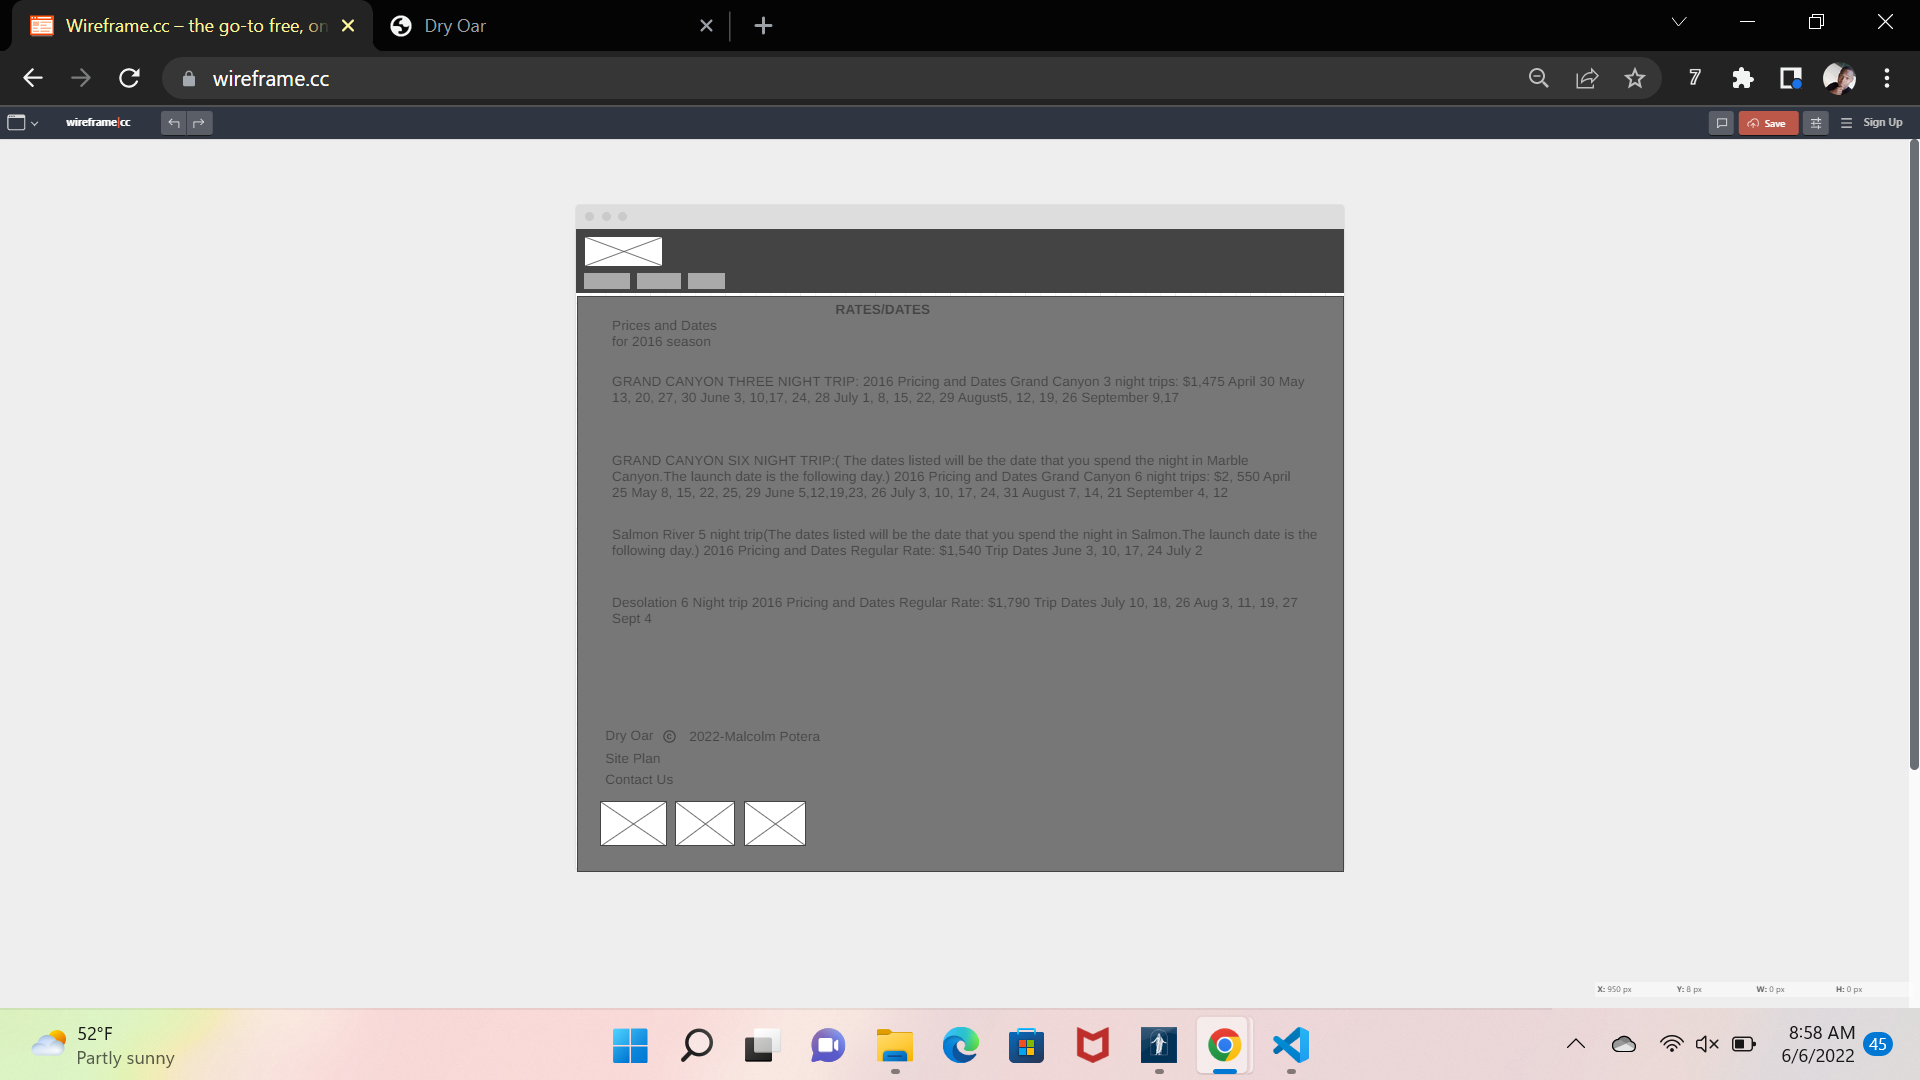 Wireframe.cc – the go-to free, on
Dry Oar
wireframe.cc
7
wireframe|cc
Save
Sign Up
RATES/DATES
Prices and Dates
for 2016 season
GRAND CANYON THREE NIGHT TRIP: 2016 Pricing and Dates Grand Canyon 3 night trips: $1,475 April 30 May
13, 20, 27, 30 June 3, 10,17, 24, 28 July 1, 8, 15, 22, 29 August5, 12, 19, 26 September 9,17
GRAND CANYON SIX NIGHT TRIP:( The dates listed will be the date that you spend the night in Marble
Canyon.The launch date is the following day.) 2016 Pricing and Dates Grand Canyon 6 night trips: $2, 550 April
25 May 8, 15, 22, 25, 29 June 5,12,19,23, 26 July 3, 10, 17, 24, 31 August 7, 14, 21 September 4, 12
Salmon River 5 night trip(The dates listed will be the date that you spend the night in Salmon.The launch date is the
following day.) 2016 Pricing and Dates Regular Rate: $1,540 Trip Dates June 3, 10, 17, 24 July 2
Desolation 6 Night trip 2016 Pricing and Dates Regular Rate: $1,790 Trip Dates July 10, 18, 26 Aug 3, 11, 19, 27
Sept 4
Dry Oar © 2022-Malcolm Potera
Site Plan
Contact Us
X: 950 px Y: 8 px W: 0 px H: 0 px
52°F
Partly sunny
8:58 AM
6/6/2022
45